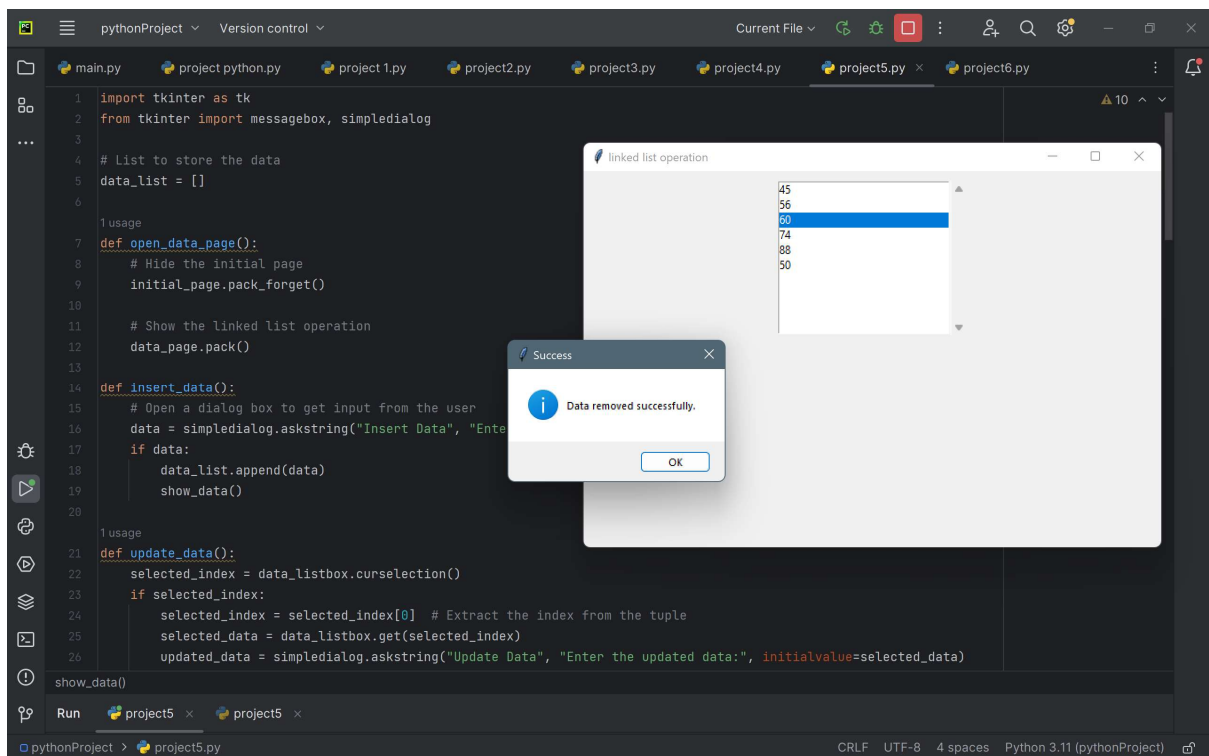 PC pythonProject Version control Current File
main.py project python.py project 1.py project2.py project3.py project4.py project5.py project6.py
1 import tkinter as tk
10
2 from tkinter import messagebox, simpledialog
3
4 # List to store the data
5 data_list = []
6
1 usage
7 def open_data_page():
8 # Hide the initial page
9 initial_page.pack_forget()
10
11 # Show the linked list operation
12 data_page.pack()
13
14 def insert_data():
15 # Open a dialog box to get input from the user
16 data = simpledialog.askstring("Insert Data", "Ente
17 if data:
18 data_list.append(data)
19 show_data()
20
1 usage
21 def update_data():
22 selected_index = data_listbox.curselection()
23 if selected_index:
24 selected_index = selected_index[0] # Extract the index from the tuple
25 selected_data = data_listbox.get(selected_index)
26 updated_data = simpledialog.askstring("Update Data", "Enter the updated data:", initialvalue=selected_data)
linked list operation
45
56
60
74
88
50
Success
Data removed successfully.
OK
show_data()
Run project5 project5
pythonProject > project5.py CRLF UTF-8 4 spaces Python 3.11 (pythonProject)